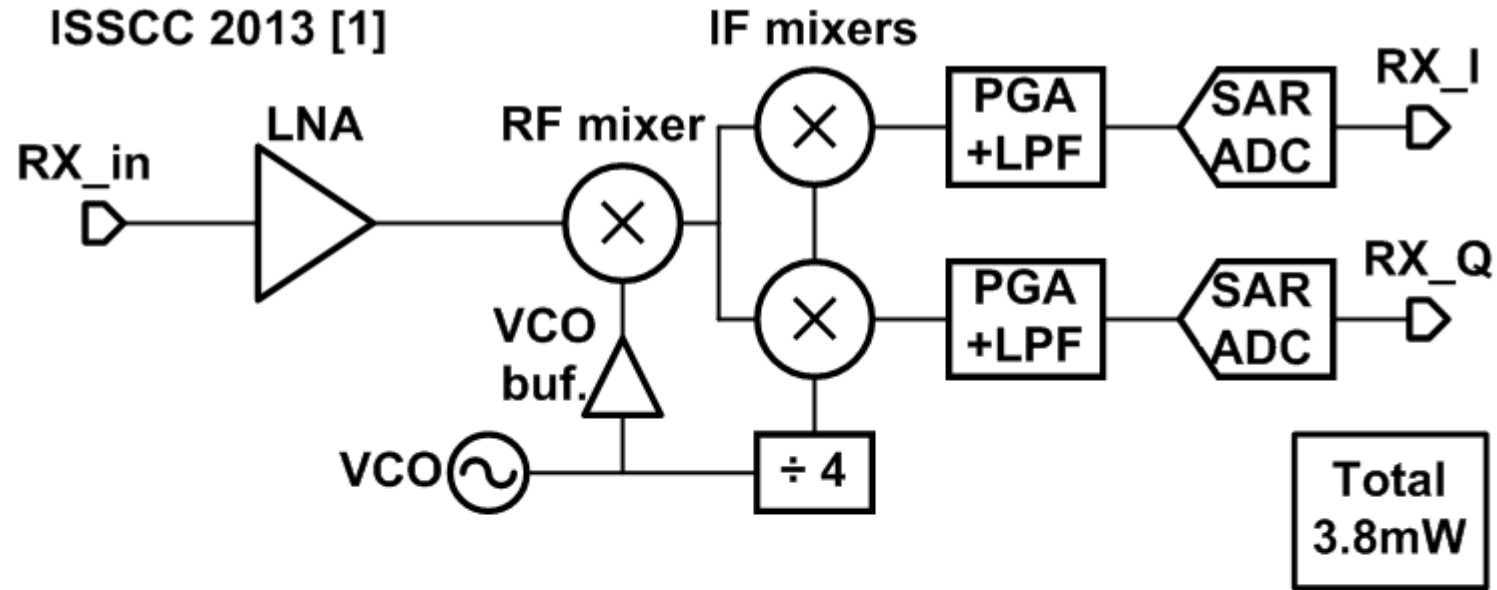 ISSCC 2013 [1]
IF mixers
LNA
RF mixer
RX_in
PGA
+LPF
SAR
ADC
RX_I
PGA
+LPF
SAR
ADC
RX_Q
VCO
buf.
VCO
÷ 4
Total
3.8mW